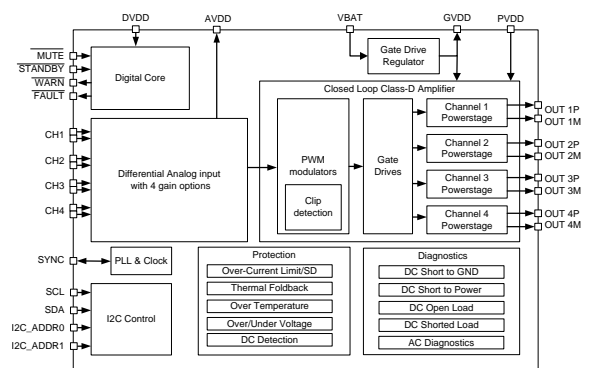 DVDD
AVDD
VBAT
GVDD
PVDD
MUTE
STANDBY
WARN
FAULT
Digital Core
Gate Drive
Regulator
Closed Loop Class-D Amplifier
CH1
CH2
CH3
CH4
Differential Analog input
with 4 gain options
PWM
modulators
Clip
detection
Gate
Drives
Channel 1
Powerstage
Channel 2
Powerstage
Channel 3
Powerstage
Channel 4
Powerstage
OUT 1P
OUT 1M
OUT 2P
OUT 2M
OUT 3P
OUT 3M
OUT 4P
OUT 4M
SYNC
PLL & Clock
SCL
SDA
I2C_ADDR0
I2C_ADDR1
I2C Control
Protection
Over-Current Limit/SD
Thermal Foldback
Over Temperature
Over/Under Voltage
DC Detection
Diagnostics
DC Short to GND
DC Short to Power
DC Open Load
DC Shorted Load
AC Diagnostics